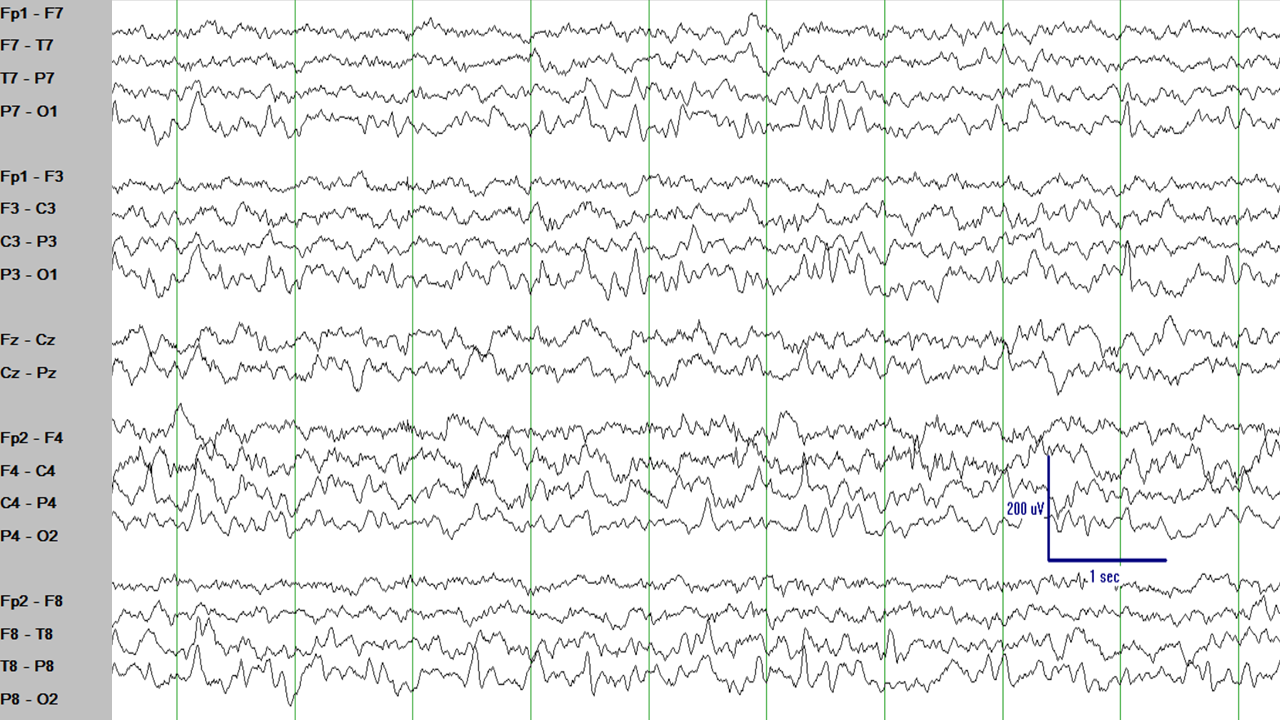 Fp1 - F7
F7 - T7
T7 - P7
P7 - O1
Fp1 - F3
F3 - C3
C3 - P3
P3 - O1
Fz - Cz
Cz - Pz
Fp2 - F4
F4 - C4
C4 - P4
P4 - O2
200 uV
1 sec
Fp2 - F8
F8 - T8
T8 - P8
P8 - O2